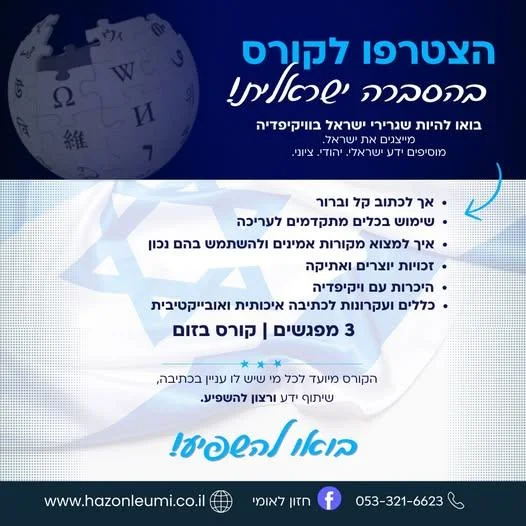 הצטרפו לקורס
בהסברה ישראלית!
בואו להיות שגרירי ישראל בוויקיפדיה
מייצגים את ישראל.
מוסיפים ידע ישראלי. יהודי. ציוני.
Ω
W
И
維
7
• אך לכתוב קל וברור
• שימוש בכלים מתקדמים לעריכה
• איך למצוא מקורות אמינים ולהשתמש בהם נכון
• זכויות יוצרים ואתיקה
• היכרות עם ויקיפדיה
• כללים ועקרונות לכתיבה איכותית ואובייקטיבית
3 מפגשים | קורס בזום
הקורס מיועד לכל מי שיש לו עניין בכתיבה,
שיתוף ידע ורצון להשפיע.
בואו להשפיע!
053-321-6623 חזון לאומי www.hazonleumi.co.il